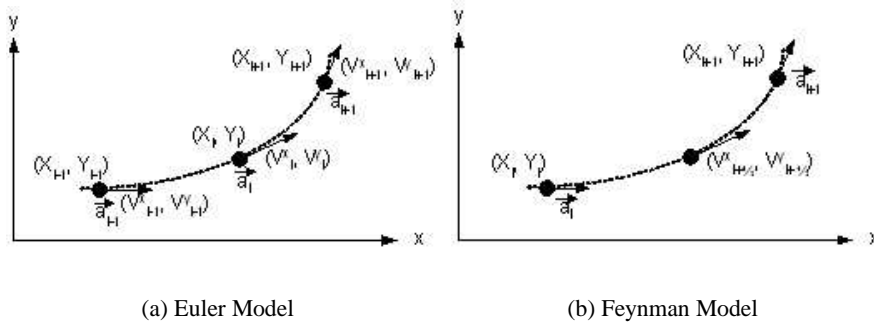 y
(X_{i+1}, Y_{i+1})
(V^x_{i+1}, V^y_{i+1})
a_{i+1}
(X_i, Y_i)
(V^x_i, V^y_i)
a_i
(X_{i-1}, Y_{i-1})
(V^x_{i-1}, V^y_{i-1})
a_{i-1}
x
y
(X_{i+1}, Y_{i+1})
a_{i+1}
(V^x_{i+½}, V^y_{i+½})
(X_i, Y_i)
a_i
x
(a) Euler Model
(b) Feynman Model